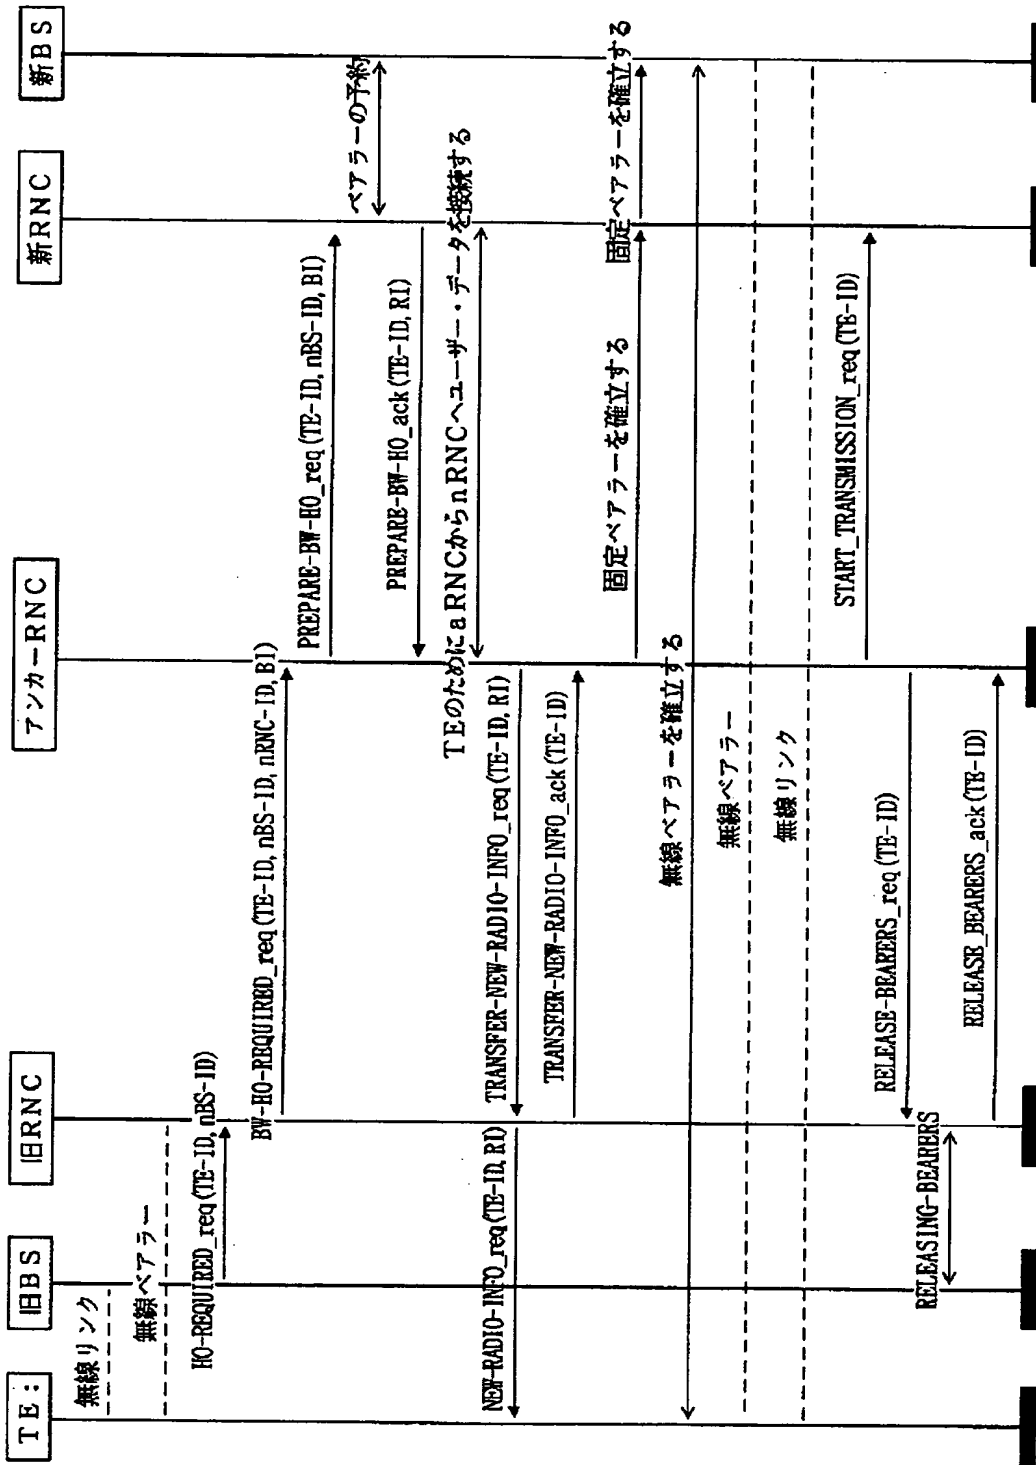 TE:
旧BS
旧RNC
アンカーRNC
新RNC
新BS
無線リンク
無線ベアラー
HO-REQUIRED_req(TE-ID, nBS-ID)
BW-HO-REQUIRED_req(TE-ID, nBS-ID, nRNC-ID, BI)
PREPARE-BW-HO_req(TE-ID, nBS-ID, BI)
ベアラーの予約
PREPARE-BW-HO_ack(TE-ID, RI)
TEのためにaRNCからnRNCへユーザー・データを接続する
NEW-RADIO-INFO_req(TE-ID, RI)
TRANSFER-NEW-RADIO-INFO_req(TE-ID, RI)
TRANSFER-NEW-RADIO-INFO_ack(TE-ID)
固定ベアラーを確立する
固定ベアラーを確立する
無線ベアラーを確立する
無線ベアラー
無線リンク
START_TRANSMISSION_req(TE-ID)
RELEASE-BEARERS_req(TE-ID)
RELEASING-BEARERS
RELEASE_BEARERS_ack(TE-ID)